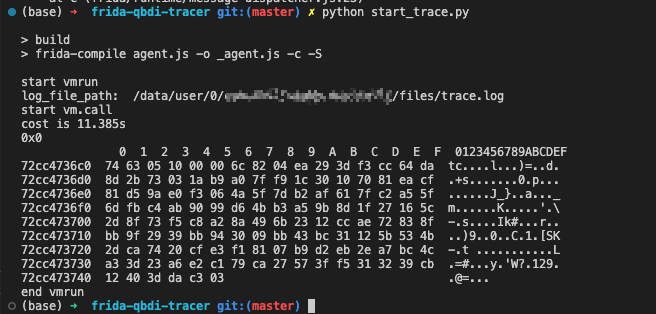 (base) → frida-qbdi-tracer git:(master) ✗ python start_trace.py
> build
> frida-compile agent.js -o _agent.js -c -S
start vmrun
log_file_path:  /data/user/0/ /files/trace.log
start vm.call
cost is 11.385s
0x0
0  1  2  3  4  5  6  7  8  9  A  B  C  D  E  F  0123456789ABCDEF
72cc4736c0  74 63 05 10 00 00 6c 82 04 ea 29 3d f3 cc 64 da  tc....l...)=..d.
72cc4736d0  8d 2b 73 03 1a b9 a0 7f f9 1c 30 10 70 81 ea cf  .+s.......0.p...
72cc4736e0  81 d5 9a e0 f3 06 4a 5f 7d b2 af 61 7f c2 a5 5f  ......J_}..a..._
72cc4736f0  6d fb c4 ab 90 99 d6 4b b3 a5 9b 8d 1f 27 16 5c  m......K.....'.\
72cc473700  2d 8f 73 f5 c8 a2 8a 49 6b 23 12 cc ae 72 83 8f  -.s....Ik#...r..
72cc473710  bb 9f 29 39 bb 94 30 09 bb 43 bc 31 12 5b 53 4b  ..)9..0..C.1.[SK
72cc473720  2d ca 74 20 cf e3 f1 81 07 b9 d2 eb 2e a7 bc 4c  -.t ...........L
72cc473730  a3 3d 23 a6 e2 c1 79 ca 27 57 3f f5 31 32 39 cb  .=#...y.'W?.129.
72cc473740  12 40 3d da c3 03  .@=...
end vmrun
(base) → frida-qbdi-tracer git:(master)